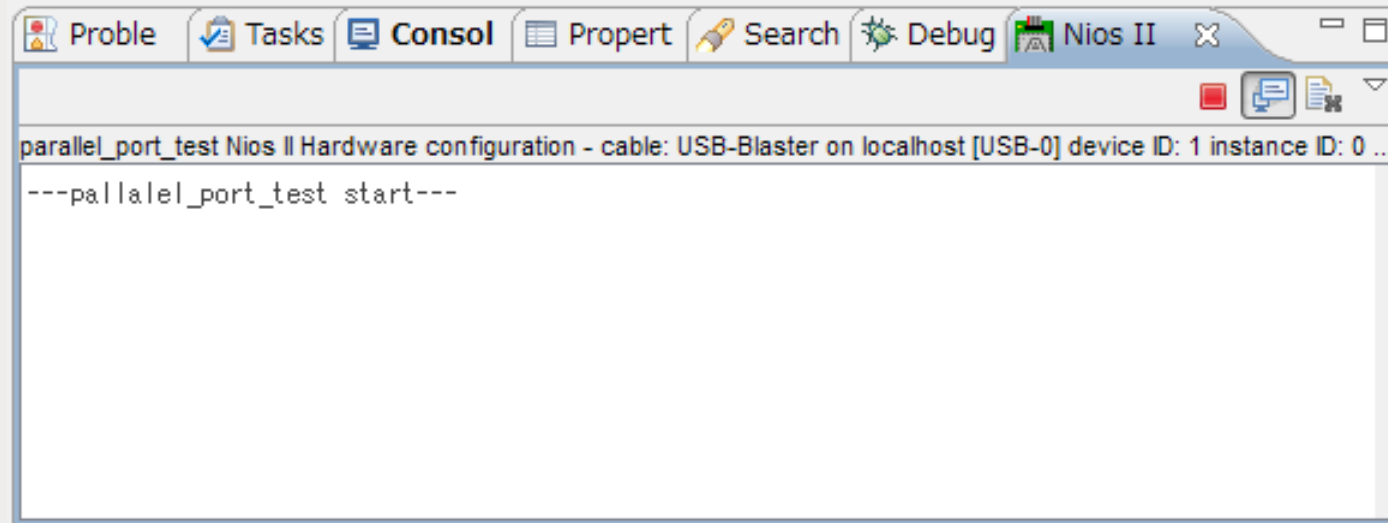 Proble Tasks Consol Propert Search Debug Nios II
parallel_port_test Nios II Hardware configuration - cable: USB-Blaster on localhost [USB-0] device ID: 1 instance ID: 0 ..
---pallalel_port_test start---